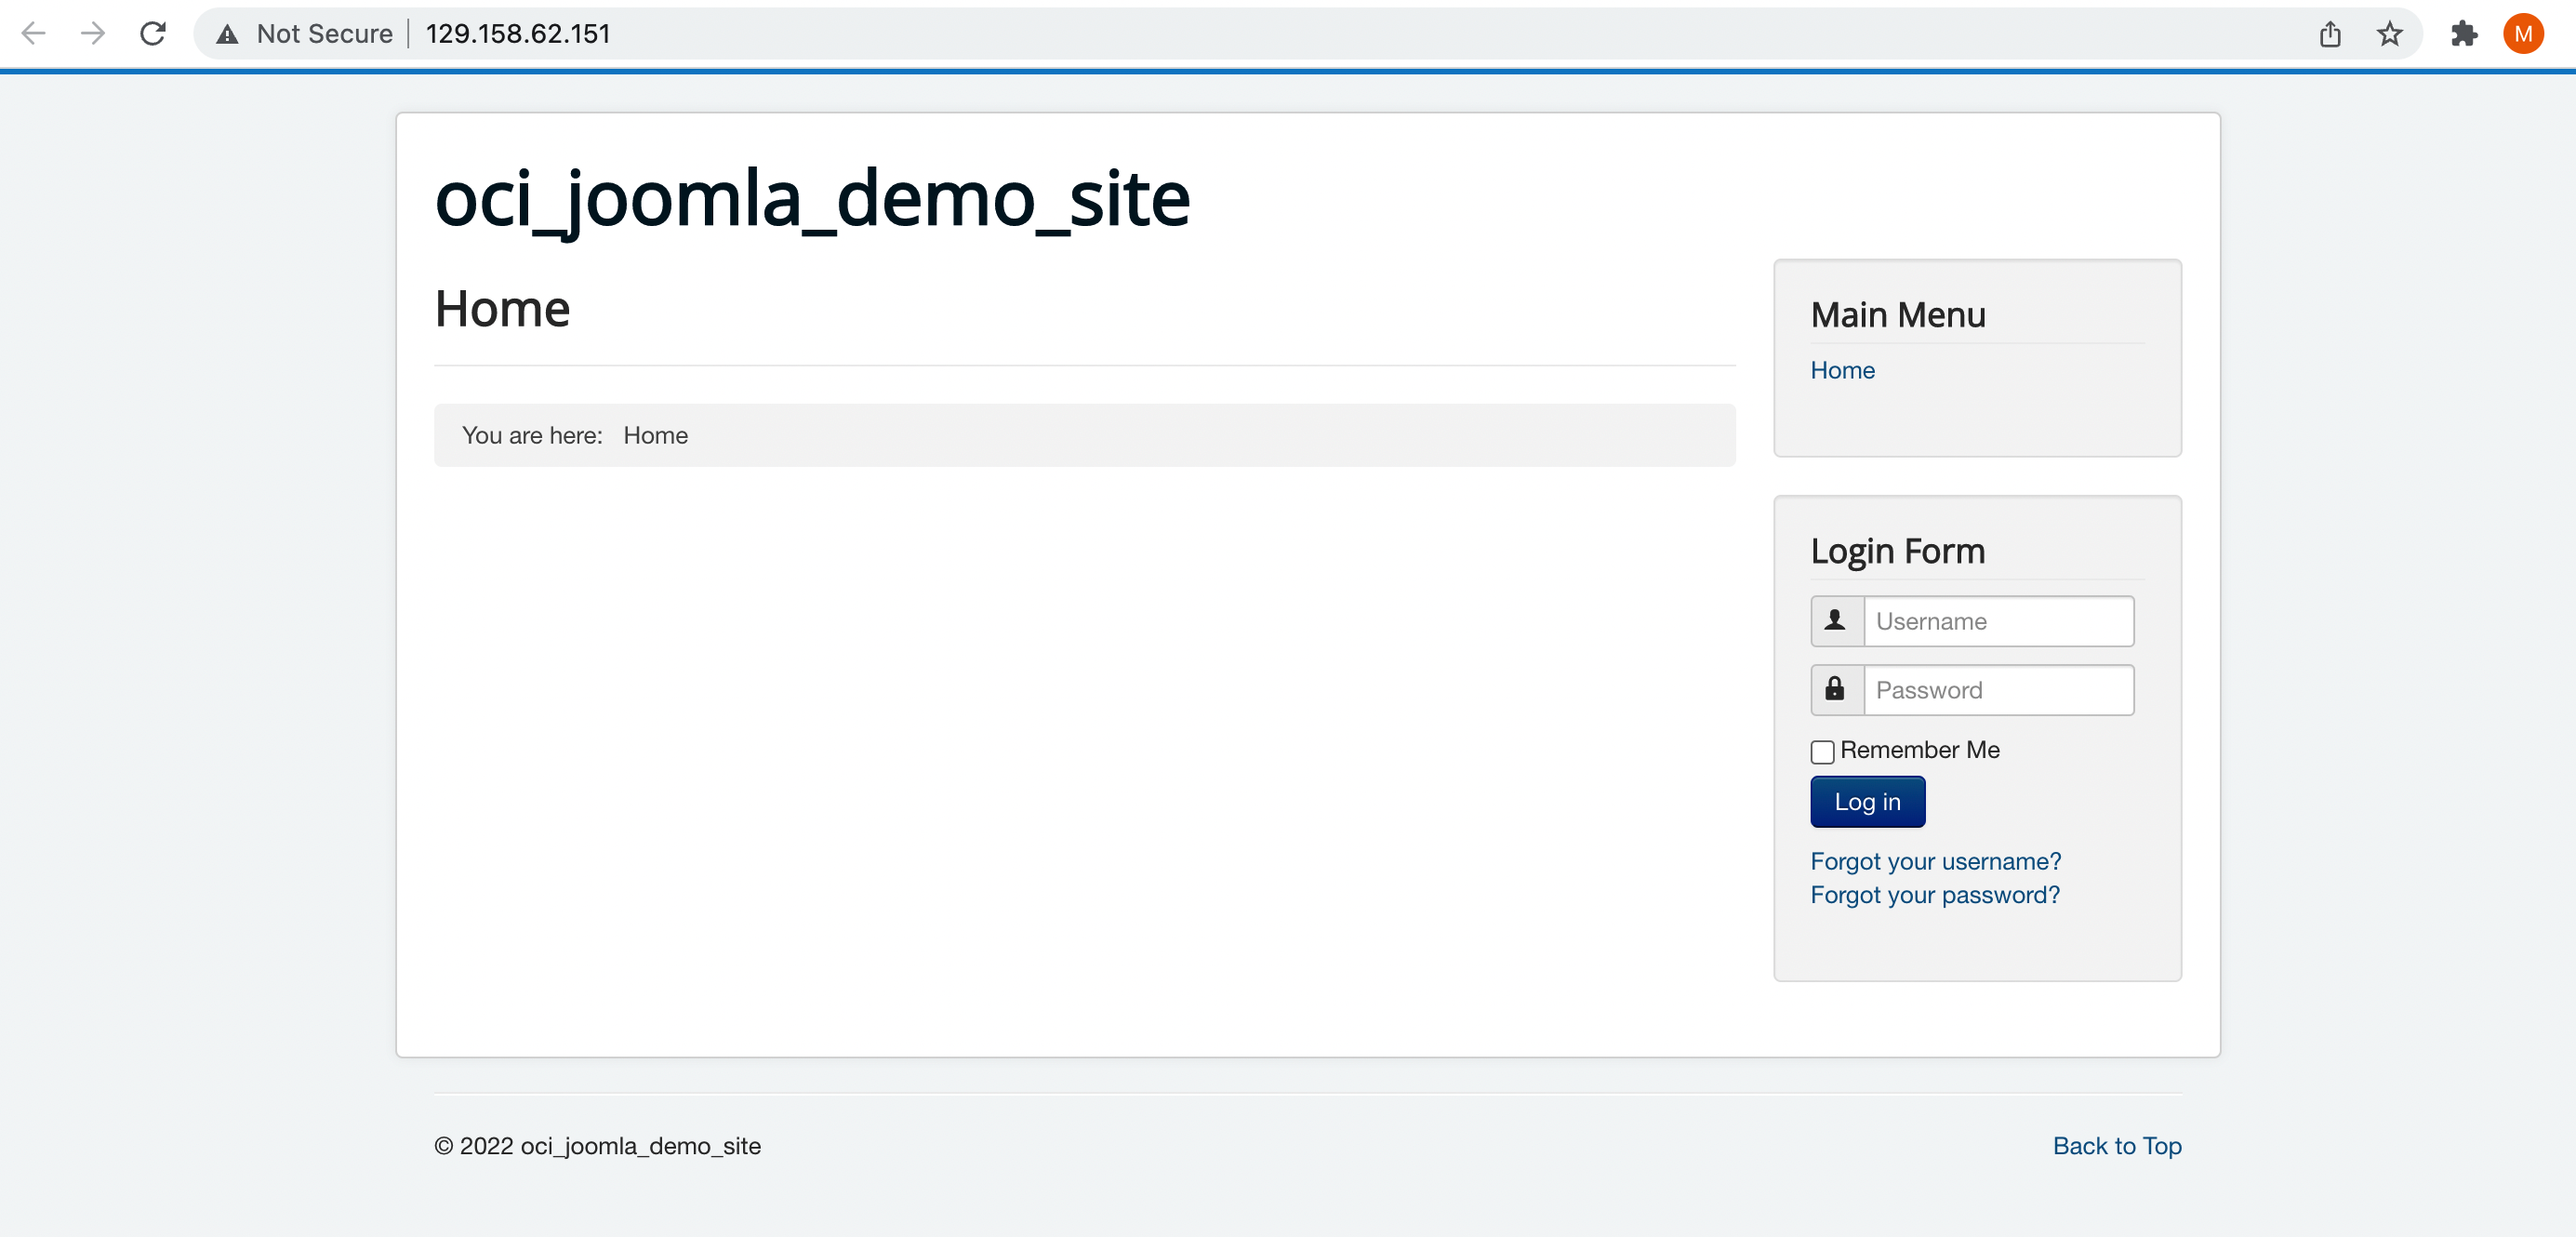 Not Secure | 129.158.62.151
M
oci_joomla_demo_site
Home
You are here: Home
Main Menu
Home
Login Form
Username
Password
Remember Me
Log in
Forgot your username?
Forgot your password?
© 2022 oci_joomla_demo_site
Back to Top